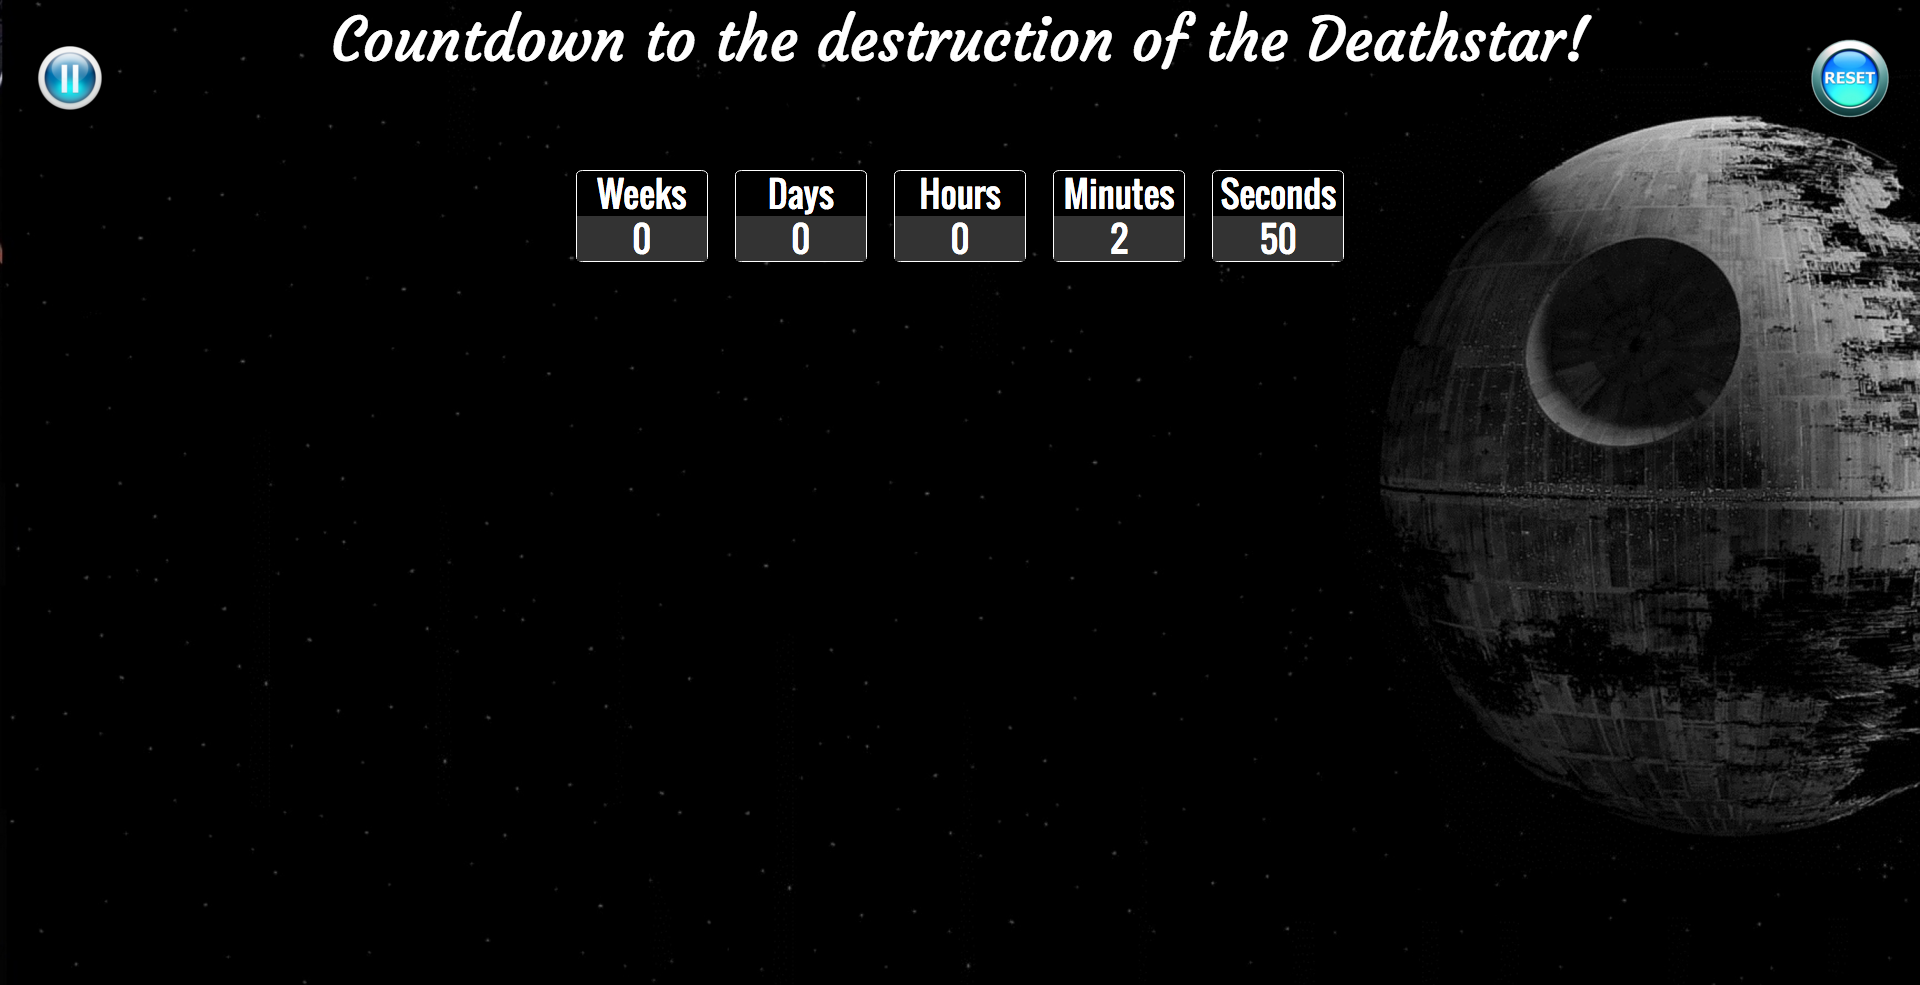 Countdown to the destruction of the Deathstar!
RESET
Weeks Days Hours Minutes Seconds
0 0 0 2 50